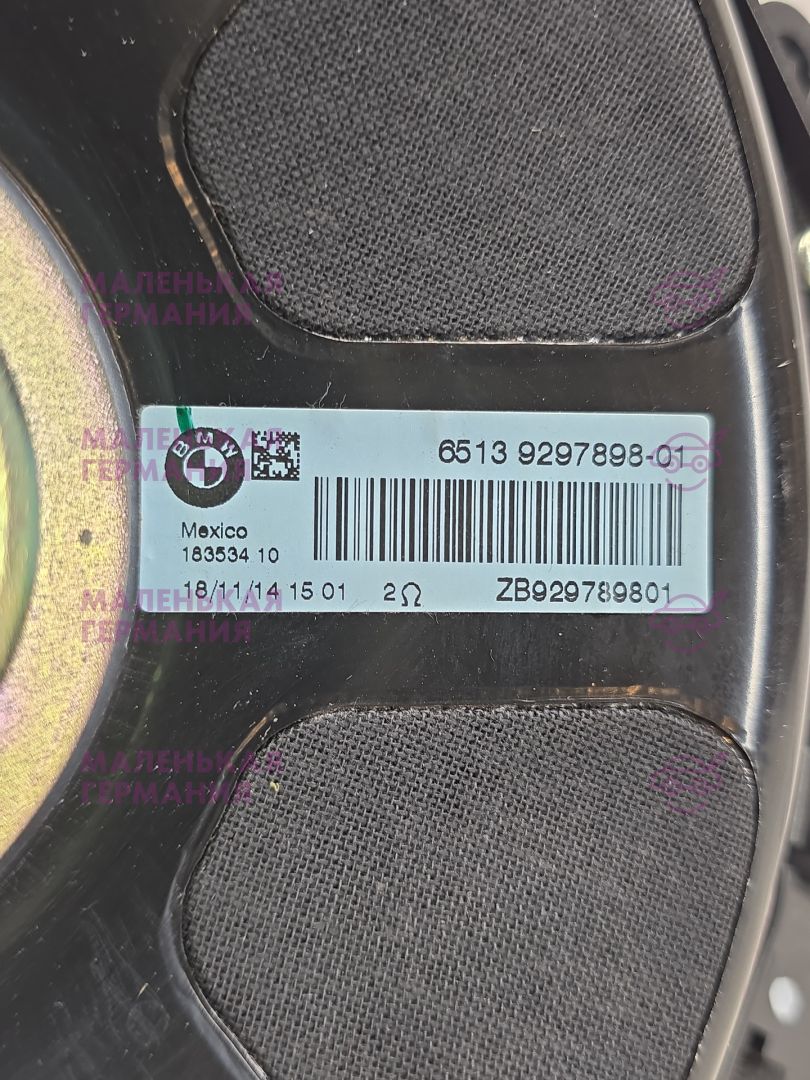 МАЛЕНЬКАЯ
ГЕРМАНИЯ
МАЛЕНЬКАЯ
ГЕРМАНИЯ
BMW
6513 9297898-01
Mexico
183534 10
18/11/14 15 01
2Ω
ZB929789801
МАЛЕНЬКАЯ
ГЕРМАНИЯ
МАЛЕНЬКАЯ
ГЕРМАНИЯ